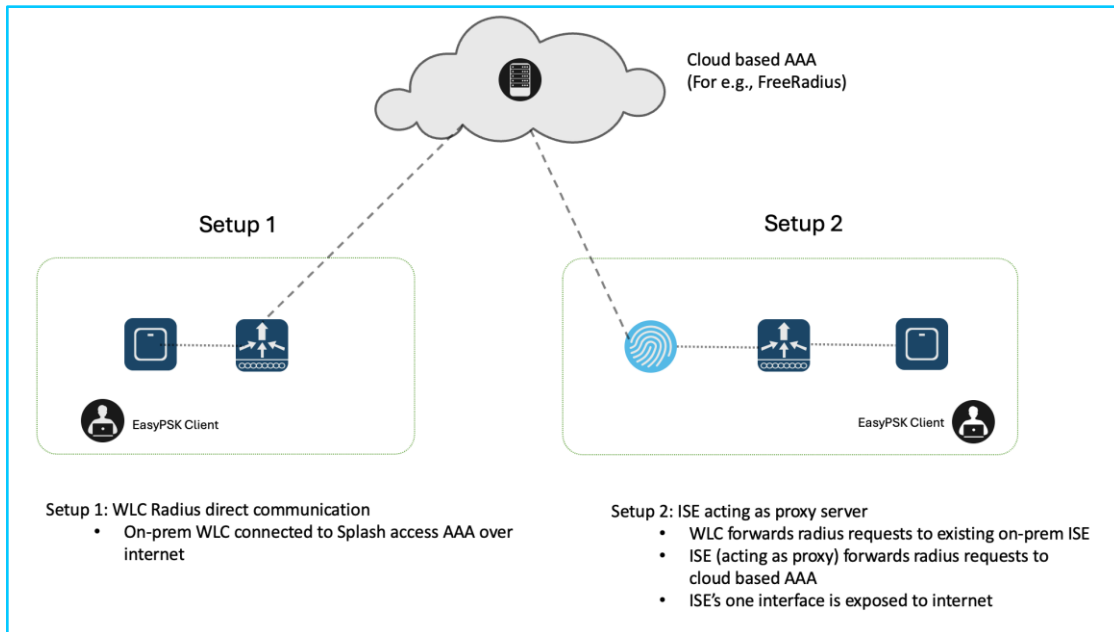 Cloud based AAA
(For e.g., FreeRadius)
Setup 1
Setup 2
EasyPSK Client
EasyPSK Client
Setup 1: WLC Radius direct communication
• On-prem WLC connected to Splash access AAA over
internet
Setup 2: ISE acting as proxy server
• WLC forwards radius requests to existing on-prem ISE
• ISE (acting as proxy) forwards radius requests to
cloud based AAA
• ISE's one interface is exposed to internet